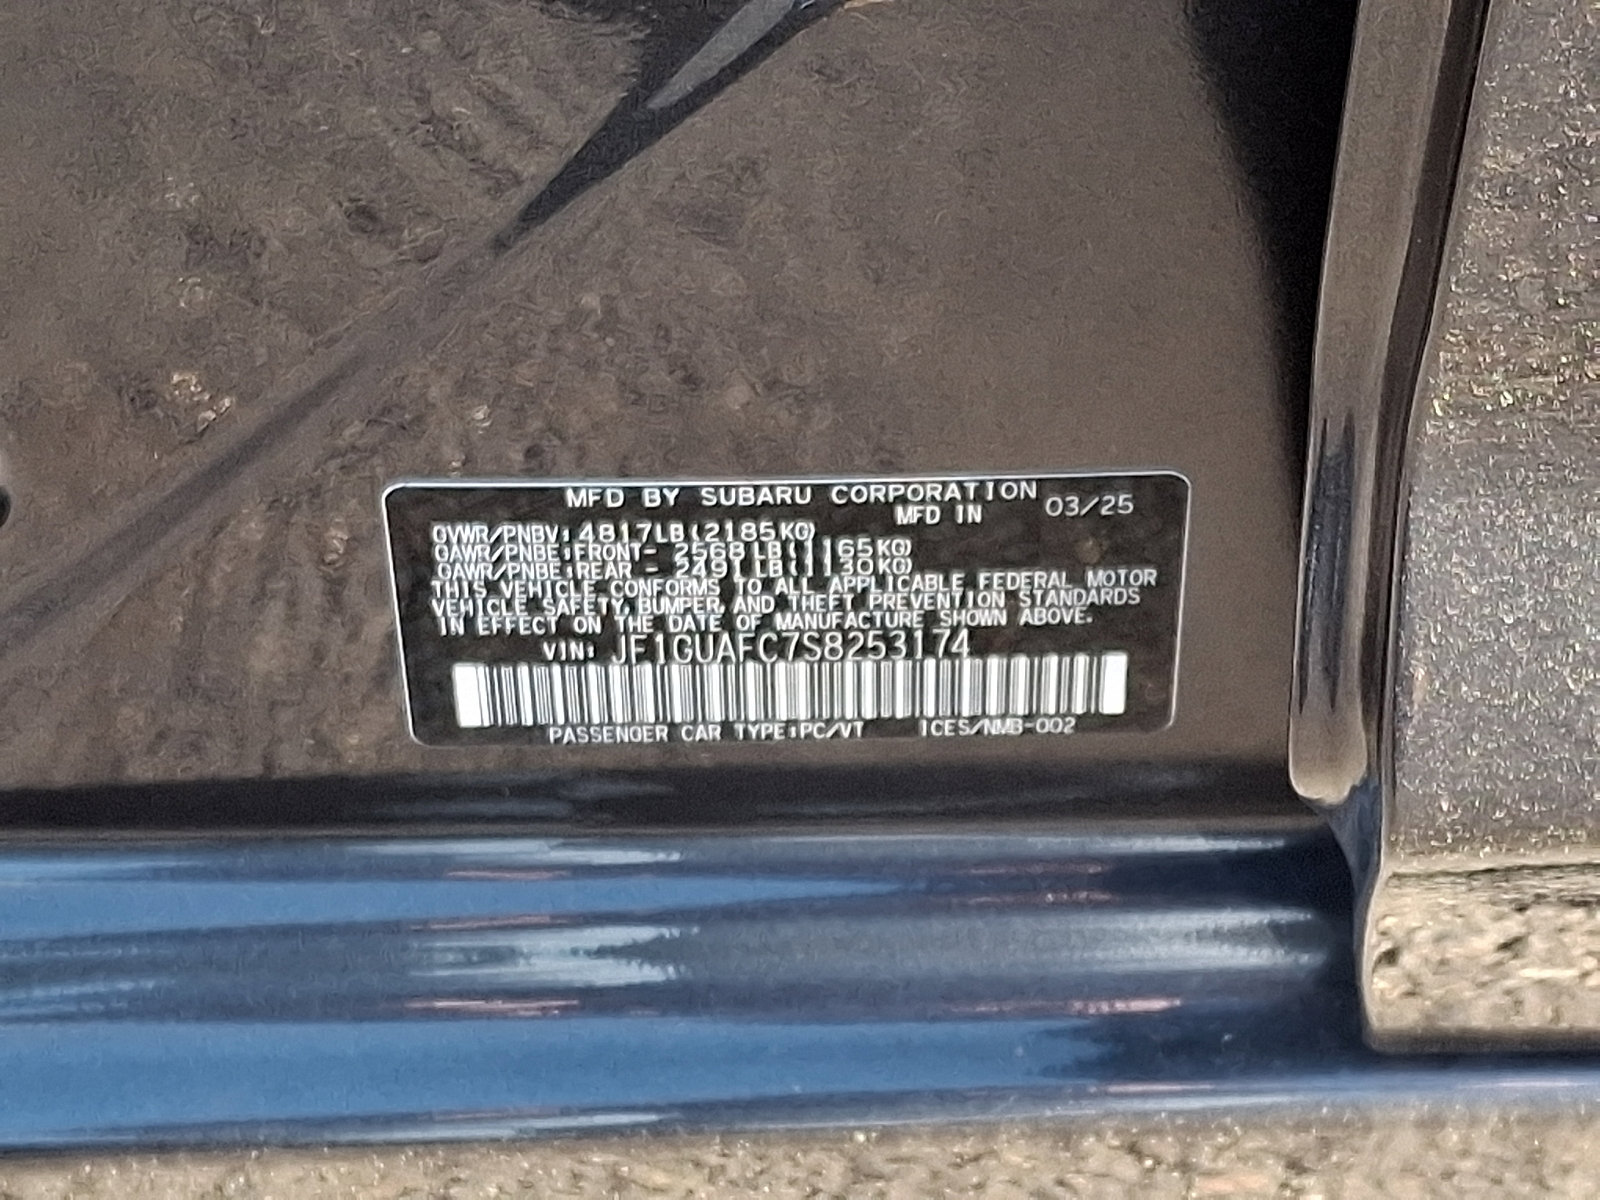 MFD BY SUBARU CORPORATION
MFD IN 03/25
GVWR/PNBV: 4817LB(2185KG)
GAWR/PNBE:FRONT- 2568LB(1165KG)
GAWR/PNBE:REAR - 2491LB(1130KG)
THIS VEHICLE CONFORMS TO ALL APPLICABLE FEDERAL MOTOR
VEHICLE SAFETY, BUMPER, AND THEFT PREVENTION STANDARDS
IN EFFECT ON THE DATE OF MANUFACTURE SHOWN ABOVE.
VIN: JF1GUAFC7S8253174
PASSENGER CAR TYPE:PC/VT ICES/NMB-002